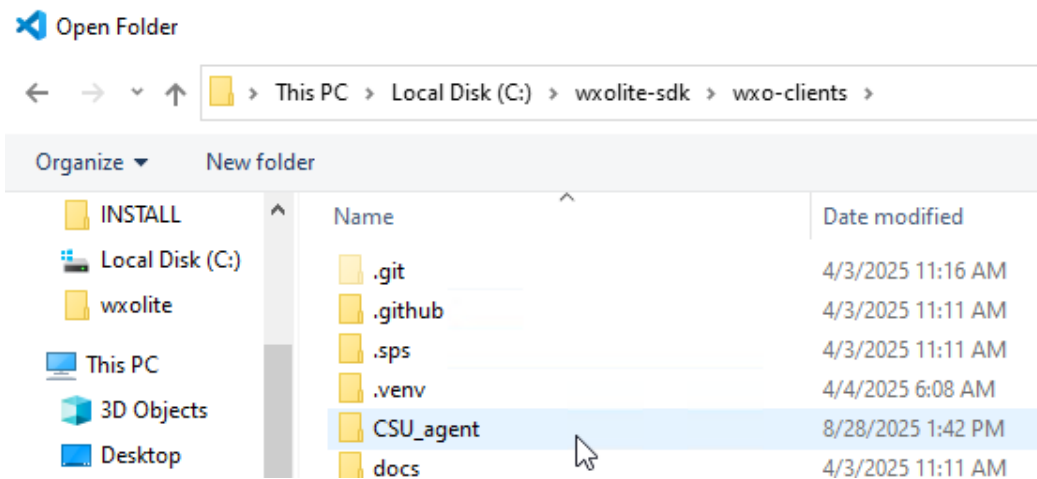 Open Folder
This PC > Local Disk (C:) > wxolite-sdk > wxo-clients >
Organize New folder
INSTALL
Local Disk (C:)
wxolite
This PC
3D Objects
Desktop
Name Date modified
.git 4/3/2025 11:16 AM
.github 4/3/2025 11:11 AM
.sps 4/3/2025 11:11 AM
.venv 4/4/2025 6:08 AM
CSU_agent 8/28/2025 1:42 PM
docs 4/3/2025 11:11 AM